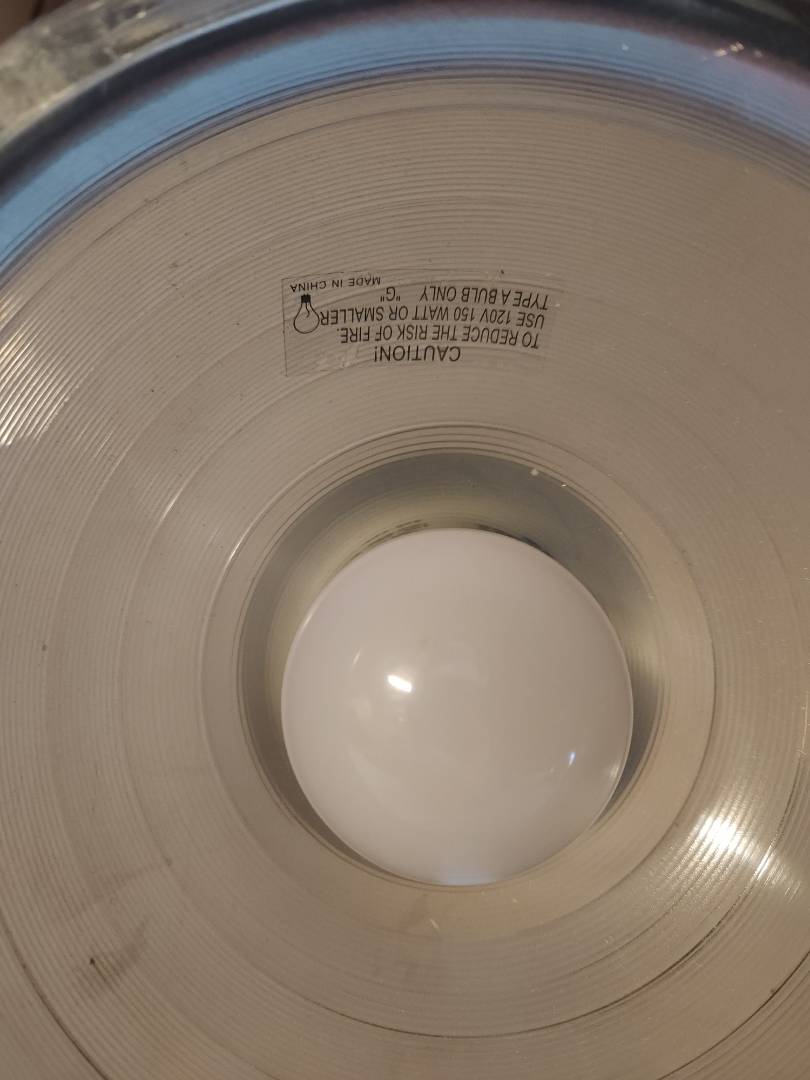 CAUTION!
TO REDUCE THE RISK OF FIRE.
USE 120V 150 WATT OR SMALLER
TYPE A BULB ONLY "G"
MADE IN CHINA